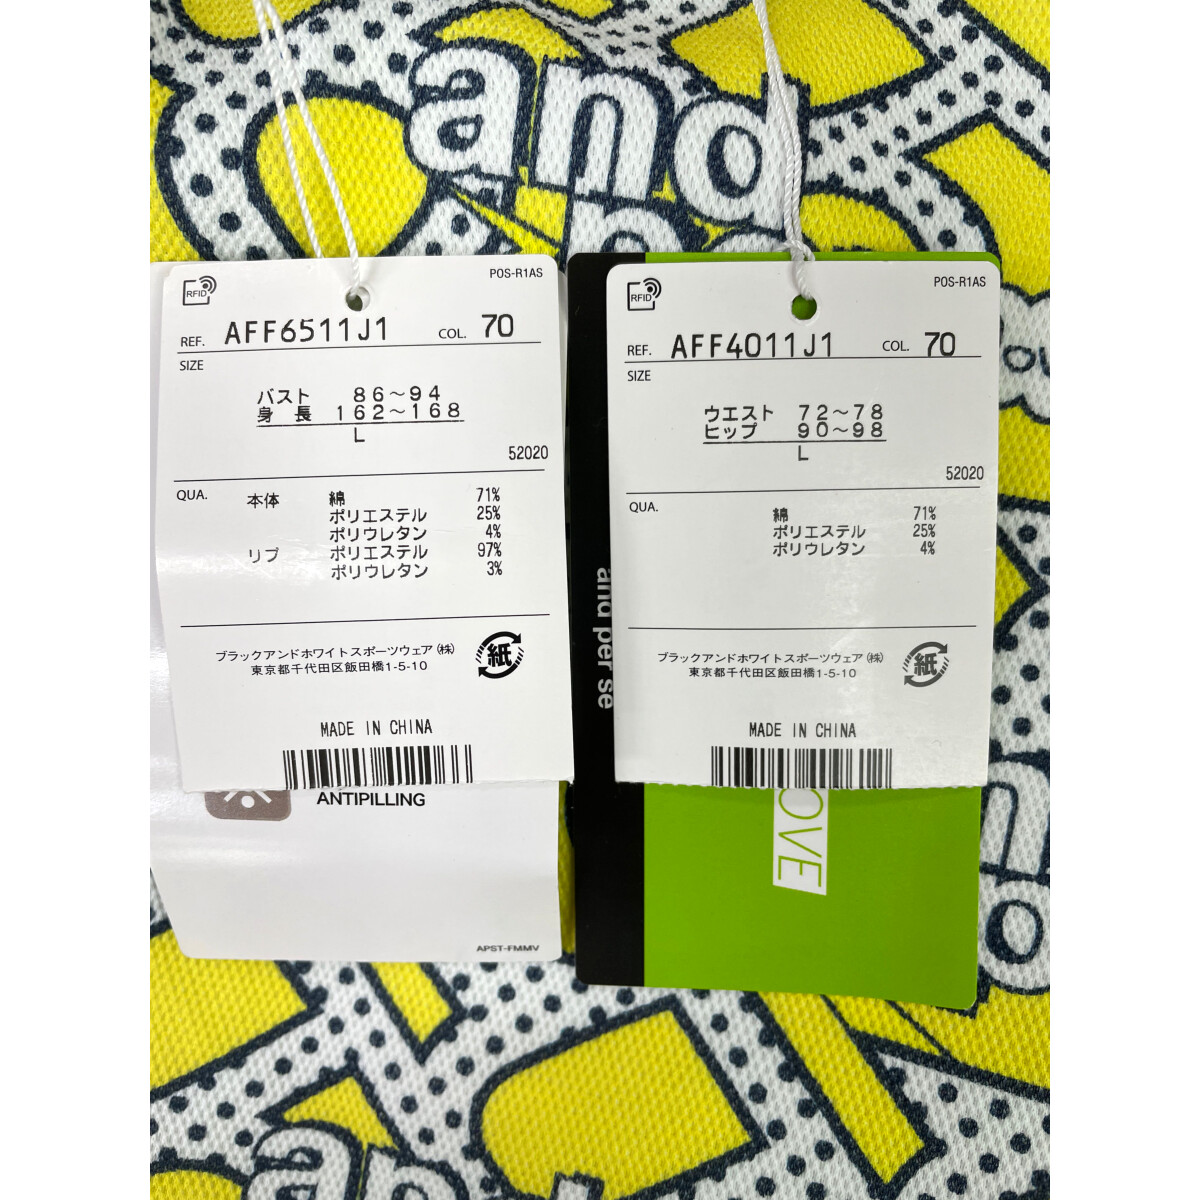 and
POS-R1AS
RFID
REF. AFF6511J1 COL. 70
SIZE
バスト 86～94
身 長 162～168
L
52020
QUA. 本体 綿 71%
ポリエステル 25%
ポリウレタン 4%
リブ ポリエステル 97%
ポリウレタン 3%
ブラックアンドホワイトスポーツウェア(株)
東京都千代田区飯田橋1-5-10
紙
MADE IN CHINA
ANTIPILLING
APST-FMMV
POS-R1AS
RFID
REF. AFF4011J1 COL. 70
SIZE
ウエスト 72～78
ヒップ 90～98
L
52020
QUA. 綿 71%
ポリエステル 25%
ポリウレタン 4%
ブラックアンドホワイトスポーツウェア(株)
東京都千代田区飯田橋1-5-10
紙
MADE IN CHINA
and per se
OVE